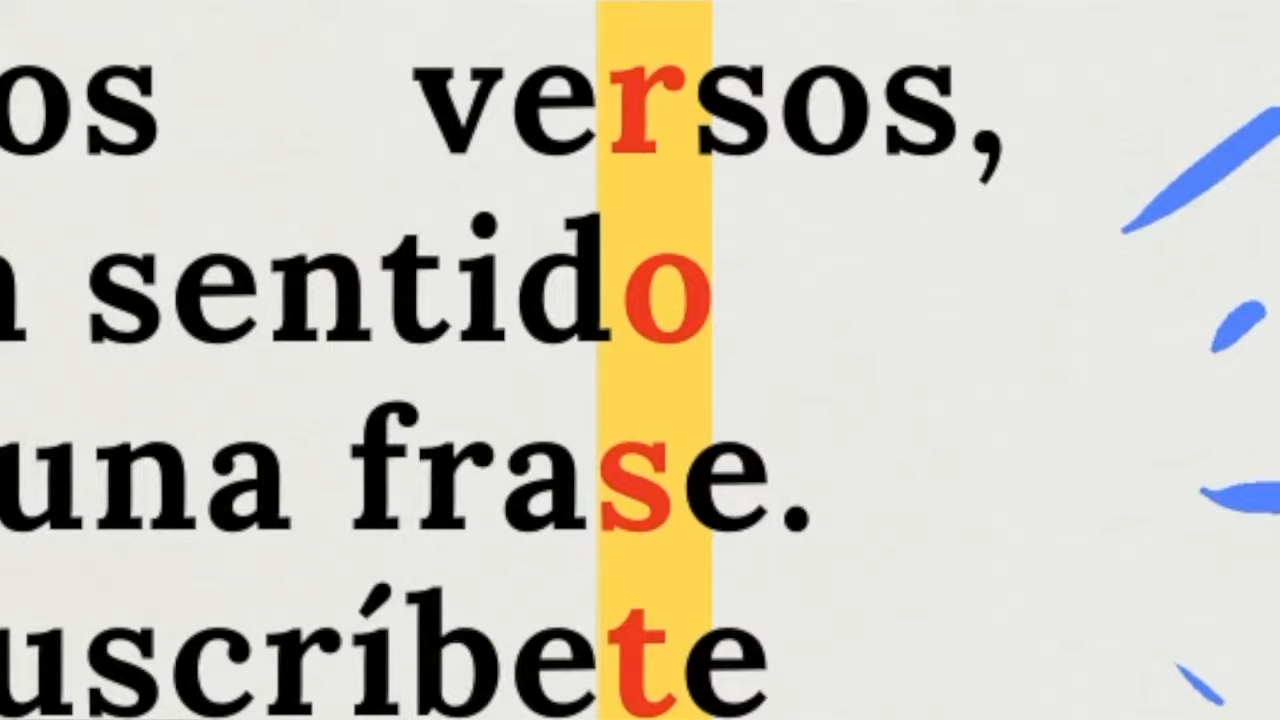 os versos,
n sentido
una frase.
uscríbete